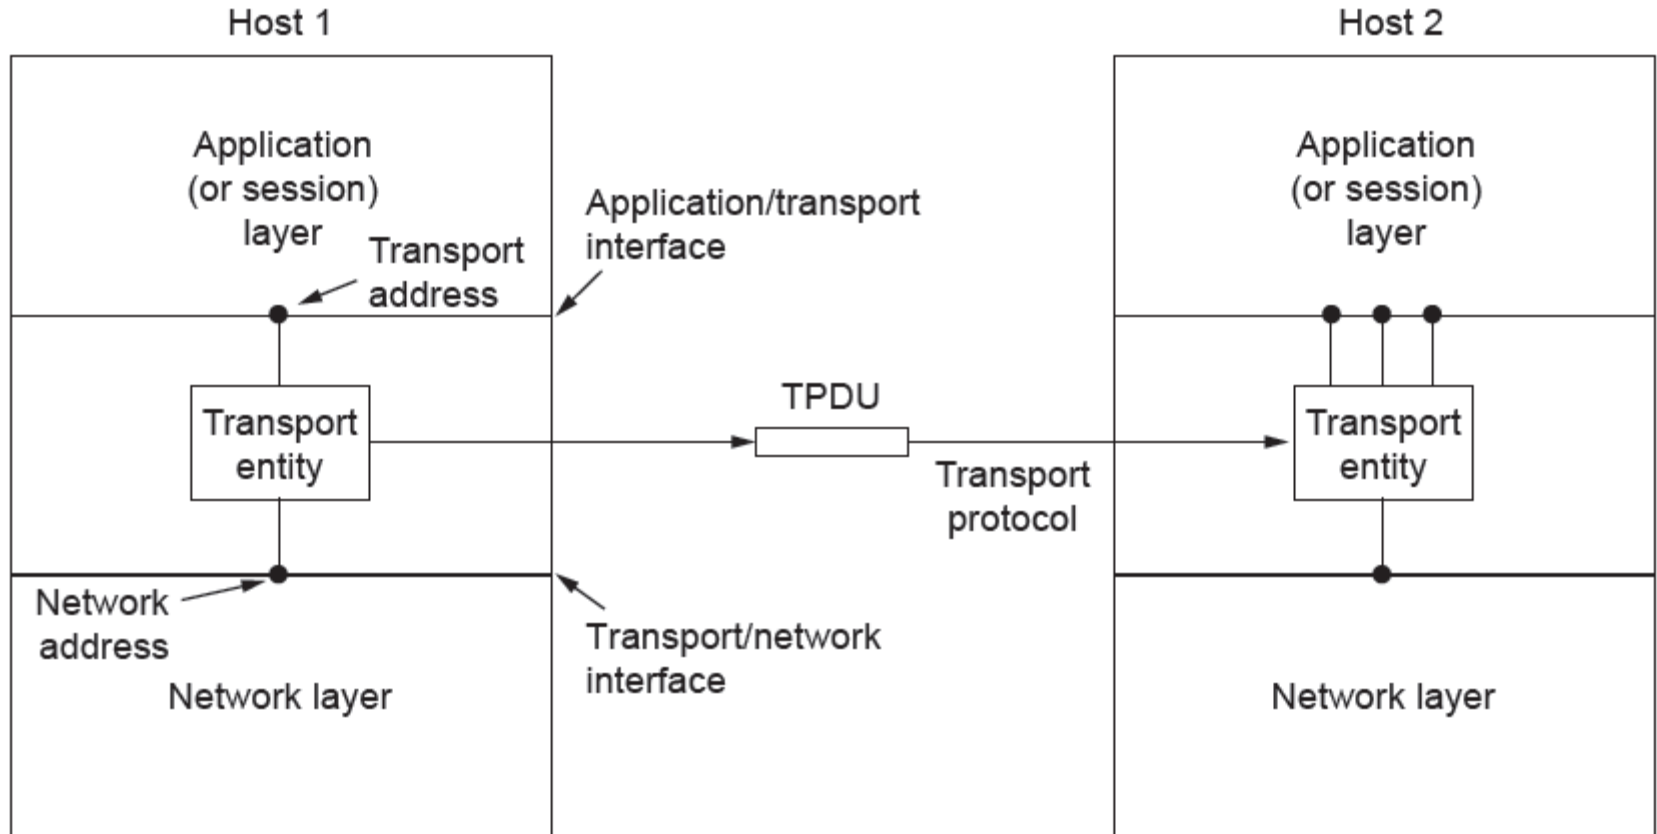 Host 1
Host 2
Application
(or session)
layer
Transport
address
Application/transport
interface
Application
(or session)
layer
Transport
entity
TPDU
Transport
protocol
Transport
entity
Network
address
Transport/network
interface
Network layer
Network layer